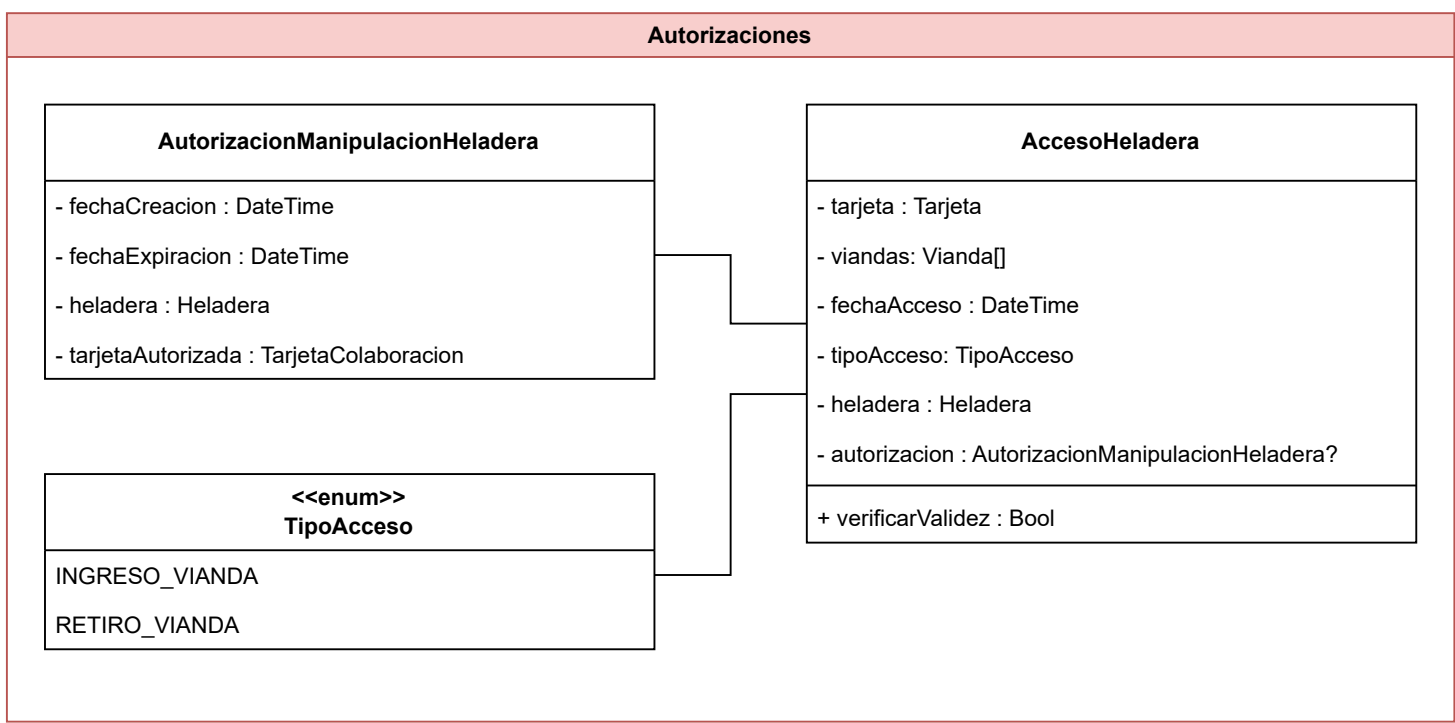 Autorizaciones
AutorizacionManipulacionHeladera
- fechaCreacion : DateTime
- fechaExpiracion : DateTime
- heladera : Heladera
- tarjetaAutorizada : TarjetaColaboracion
<<enum>>
TipoAcceso
INGRESO_VIANDA
RETIRO_VIANDA
AccesoHeladera
- tarjeta : Tarjeta
- viandas: Vianda[]
- fechaAcceso : DateTime
- tipoAcceso: TipoAcceso
- heladera : Heladera
- autorizacion : AutorizacionManipulacionHeladera?
+ verificarValidez : Bool